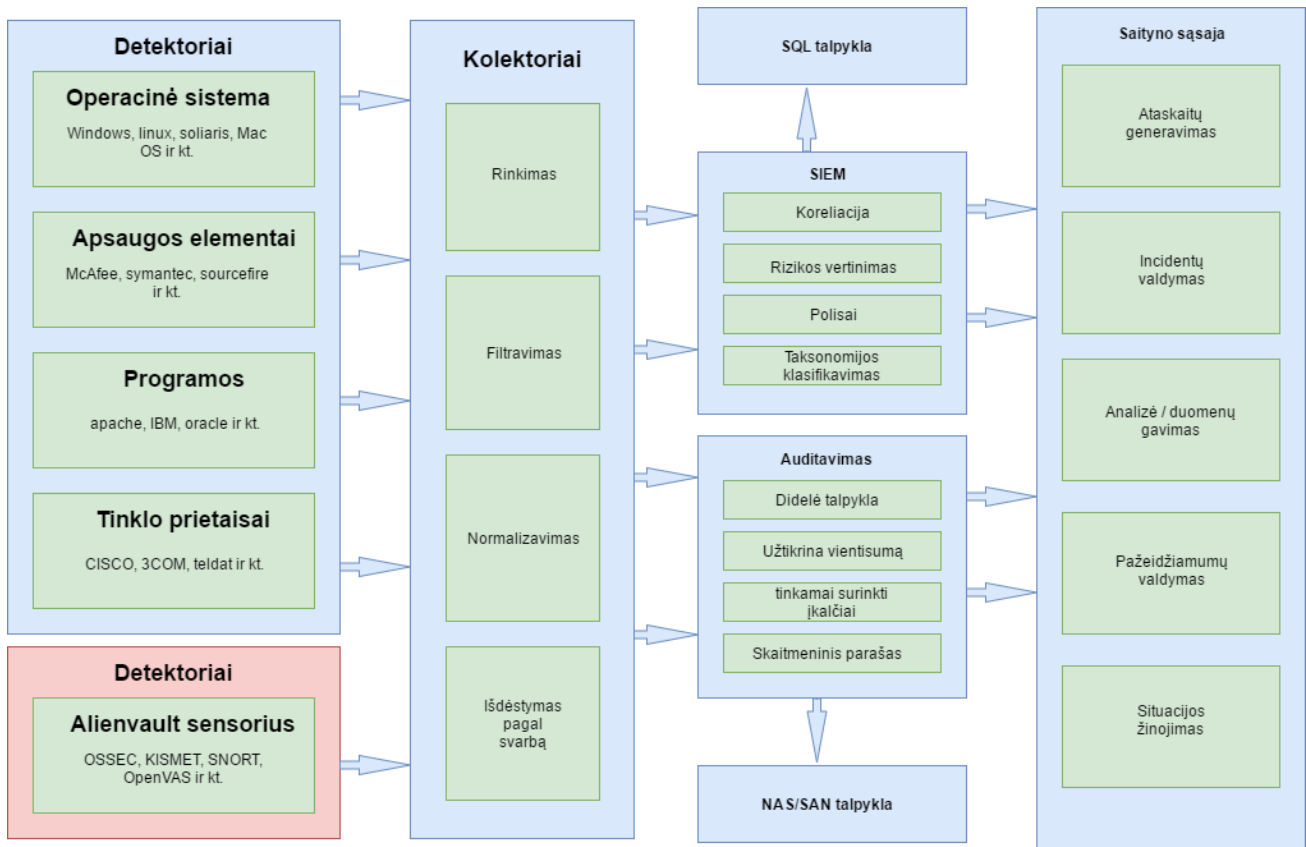 Detektoriai
Operacinė sistema
Windows, linux, soliaris, Mac
OS ir kt.
Apsaugos elementai
McAfee, symantec, sourcefire
ir kt.
Programos
apache, IBM, oracle ir kt.
Tinklo prietaisai
CISCO, 3COM, teldat ir kt.
Detektoriai
Alienvault sensorius
OSSEC, KISMET, SNORT,
OpenVAS ir kt.
Kolektoriai
Rinkimas
Filtravimas
Normalizavimas
Išdėstymas
pagal
svarbą
SQL talpykla
SIEM
Koreliacija
Rizikos vertinimas
Polisai
Taksonomijos
klasifikavimas
Auditavimas
Didelė talpykla
Užtikrina vientisumą
tinkamai surinkti
įkalčiai
Skaitmeninis parašas
NAS/SAN talpykla
Saityno sąsaja
Ataskaitų
generavimas
Incidentų
valdymas
Analizė / duomenų
gavimas
Pažeidžiamumų
valdymas
Situacijos
žinojimas